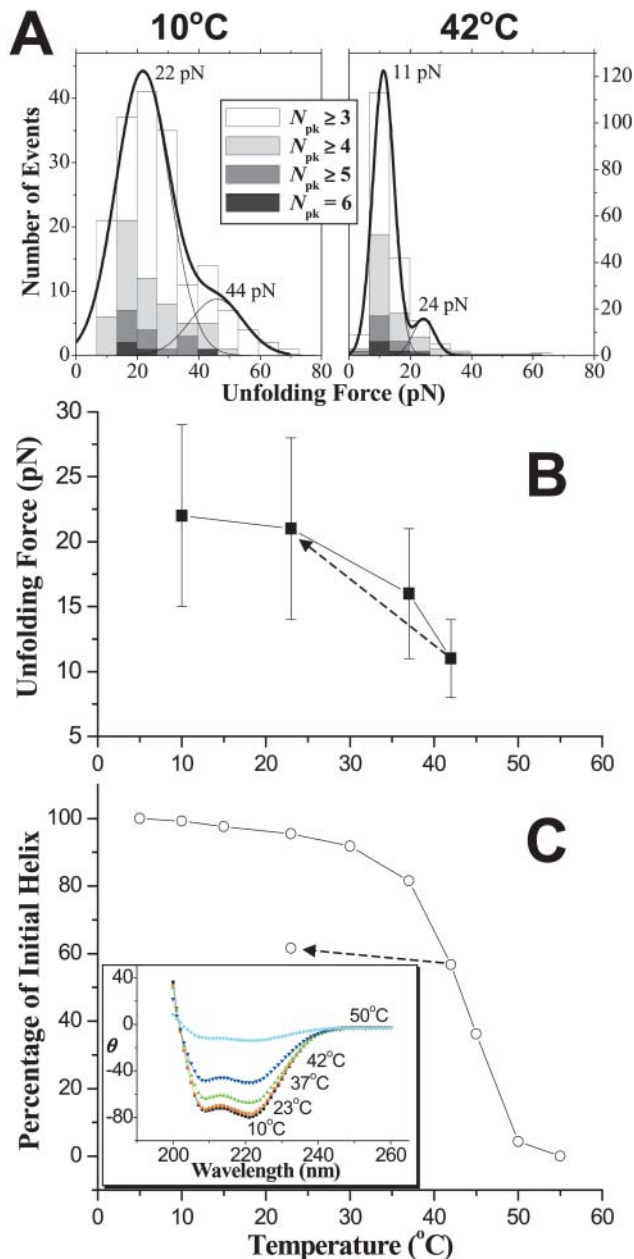 A
10°C
42°C
22 pN
11 pN
N_pk ≥ 3
N_pk ≥ 4
N_pk ≥ 5
N_pk = 6
44 pN
24 pN
Number of Events
40
30
20
10
0
120
100
80
60
40
20
0
0 20 40 60 80
0 20 40 60 80
Unfolding Force (pN)
B
Unfolding Force (pN)
30
25
20
15
10
5
0 10 20 30 40 50 60
C
Percentage of Initial Helix
100
80
60
40
20
0
40
0
-40
-80
θ
50°C
42°C
37°C
23°C
10°C
200 220 240 260
Wavelength (nm)
0 10 20 30 40 50 60
Temperature (°C)